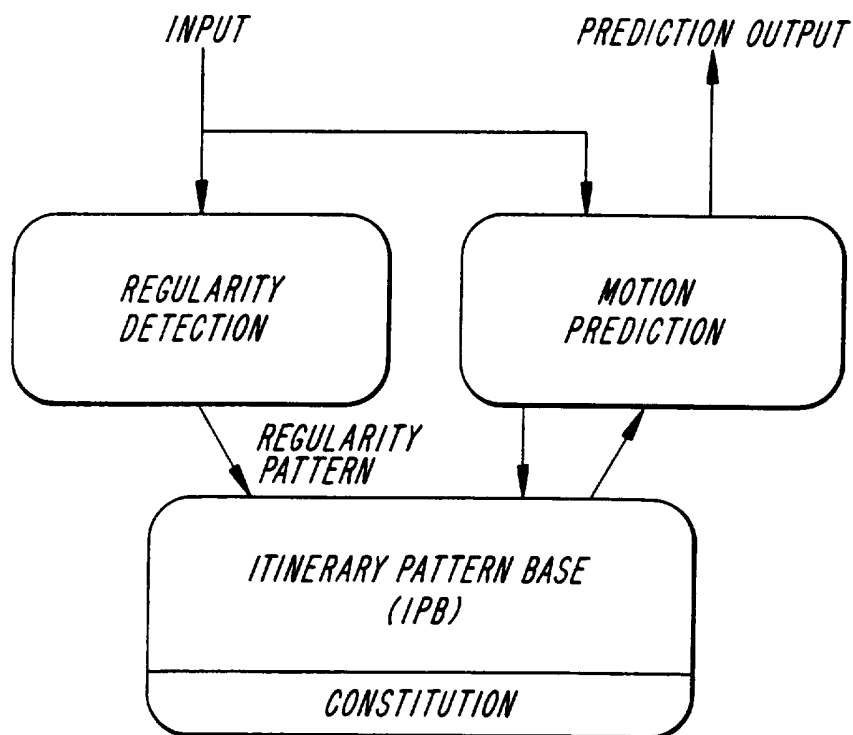 INPUT
PREDICTION OUTPUT
REGULARITY
DETECTION
MOTION
PREDICTION
REGULARITY
PATTERN
ITINERARY PATTERN BASE
(IPB)
CONSTITUTION